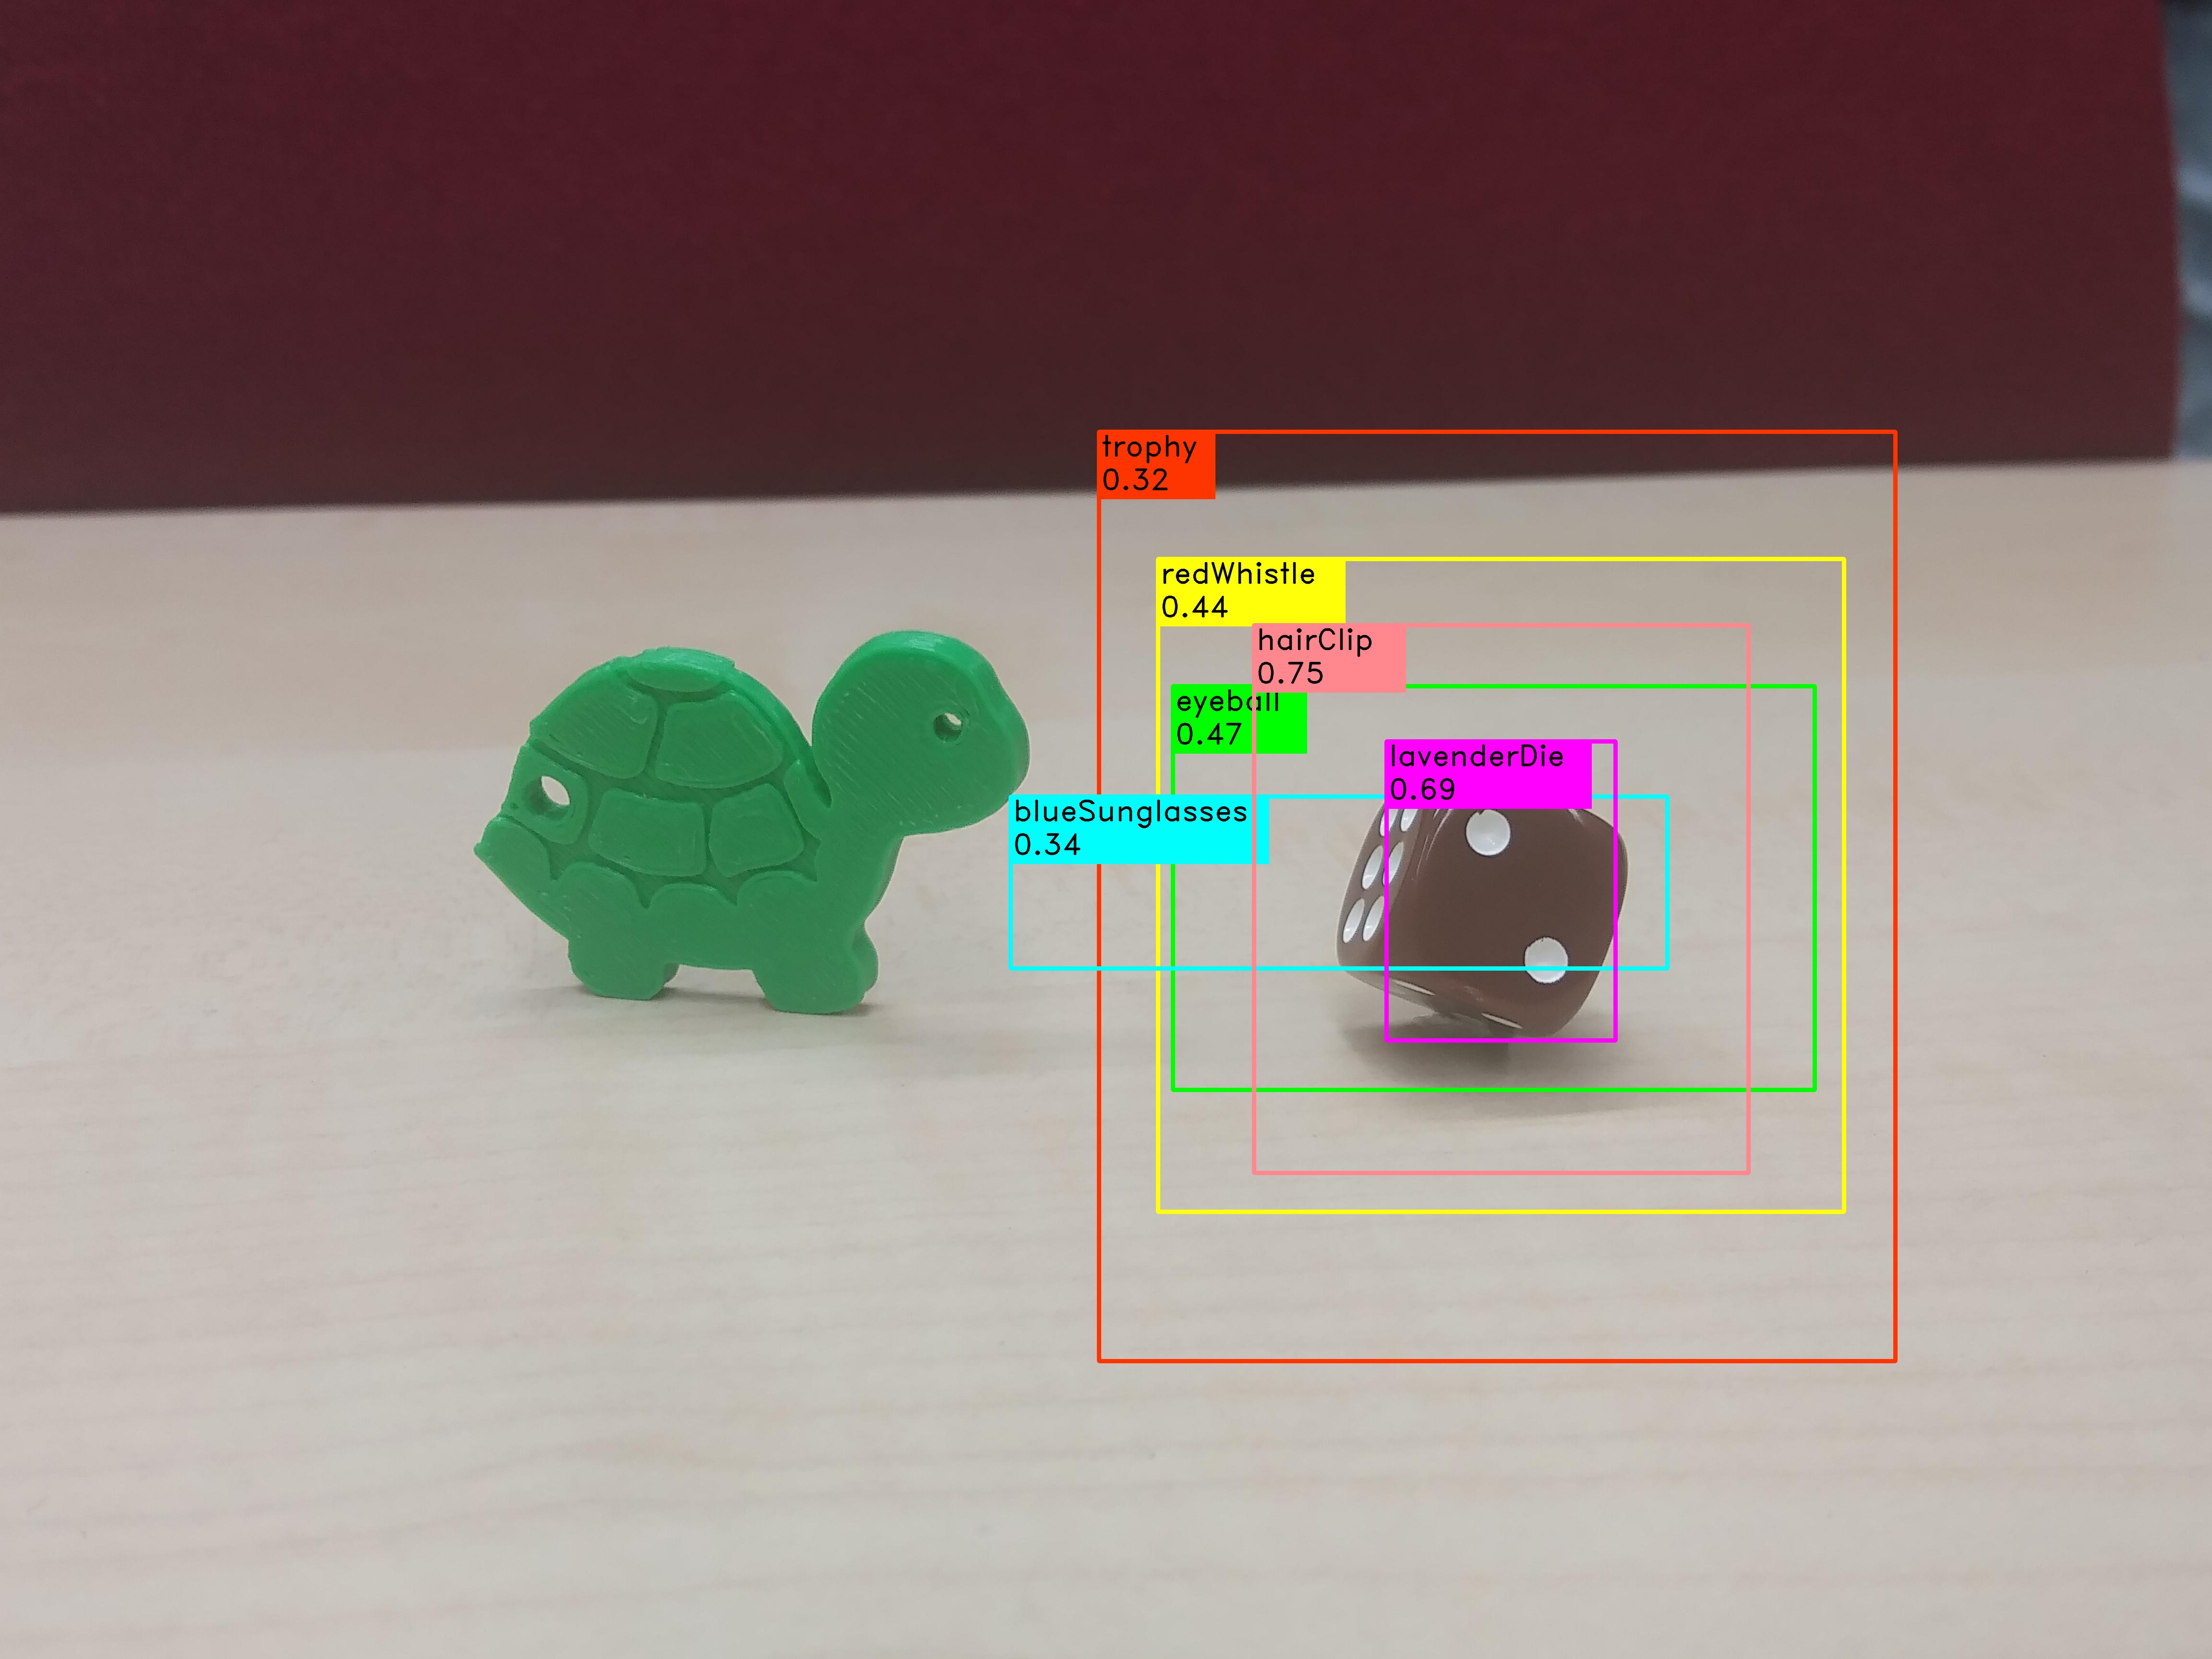 trophy
0.32
redWhistle
0.44
hairClip
0.75
eyeball
0.47
lavenderDie
0.69
blueSunglasses
0.34